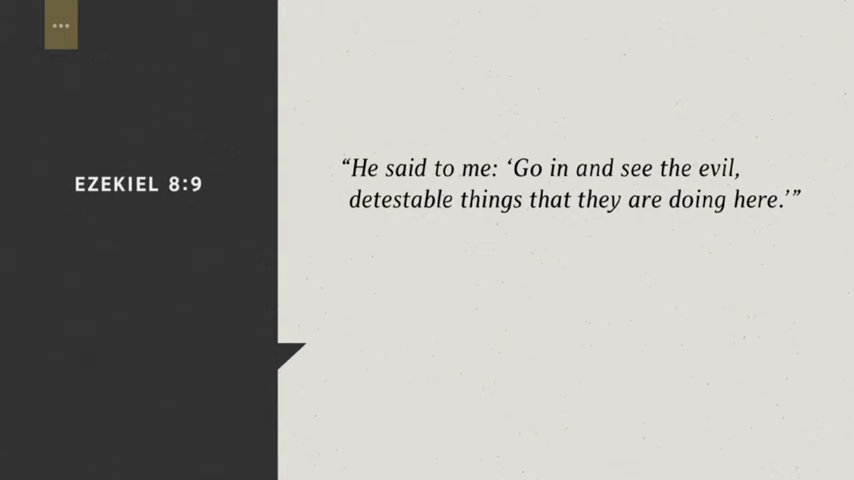 EZEKIEL 8:9
“He said to me: ‘Go in and see the evil,
detestable things that they are doing here.’”